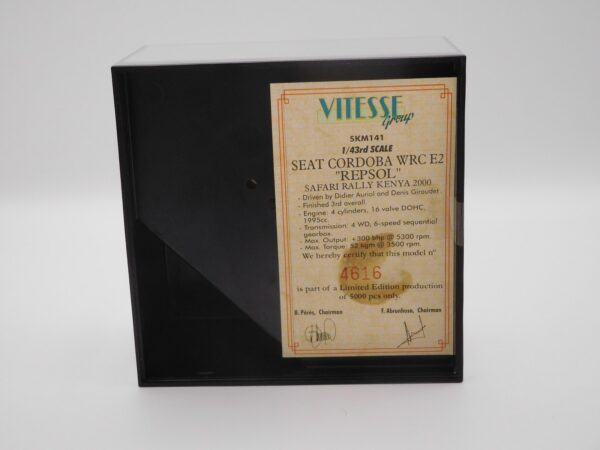 VITESSE
Group
SKM141
1/43rd SCALE
SEAT CORDOBA WRC E2
"REPSOL"
SAFARI RALLY KENYA 2000
- Driven by Didier Auriol and Denis Giraudet
- Finished 3rd overall.
- Engine: 4 cylinders, 16 valve DOHC,
1995cc.
- Transmission: 4 WD, 6-speed sequential
gearbox.
- Max. Output: +300 bhp @ 5300 rpm.
- Max. Torque: 52 kgm @ 3500 rpm.
We hereby certify that this model nº
4616
is part of a Limited Edition production
of 5000 pcs only.
B. Pérès, Chairman F. Abrunhosa, Chairman